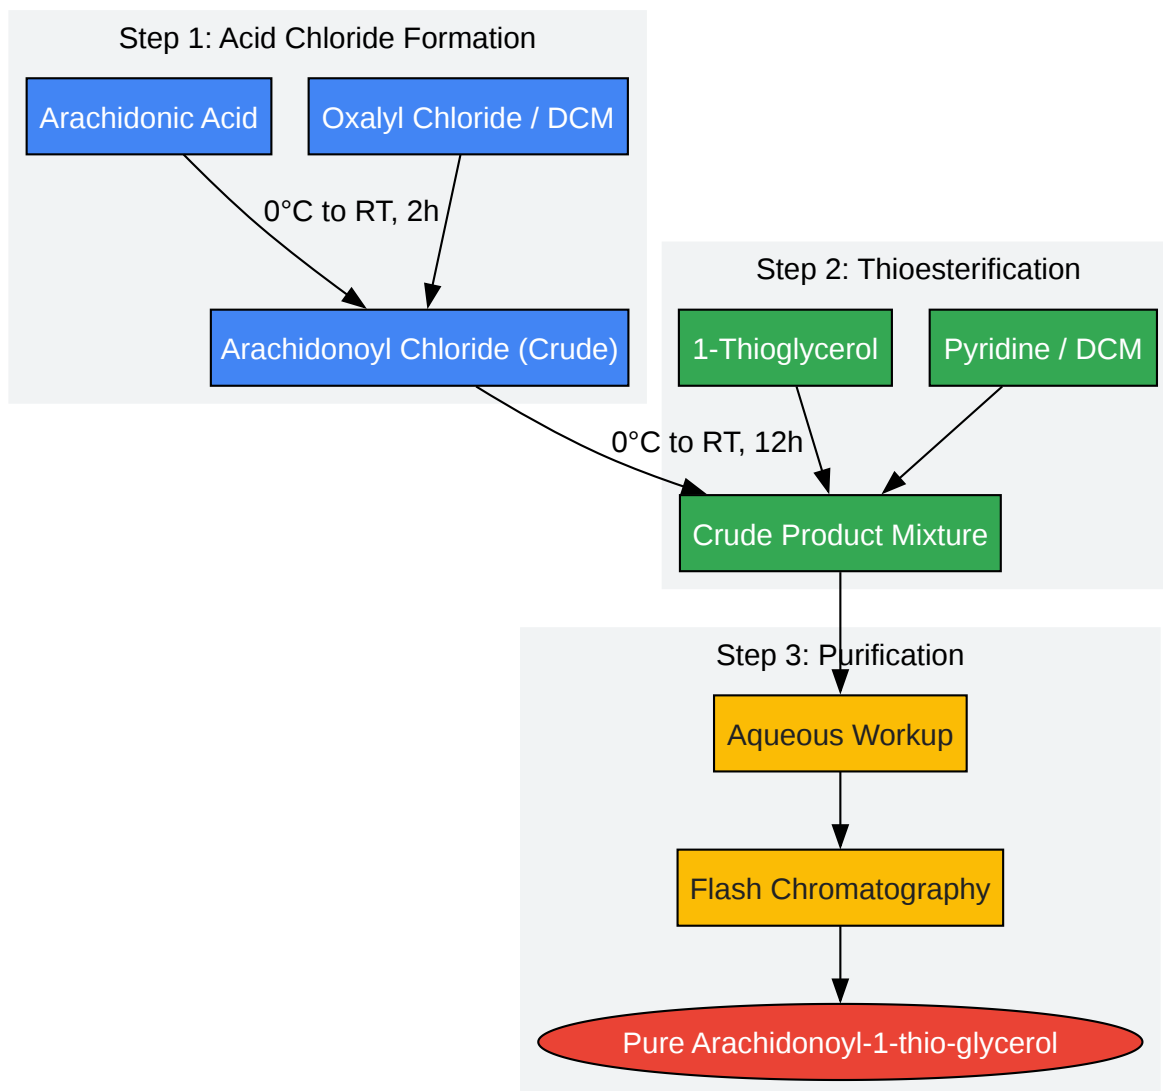 Step 1: Acid Chloride Formation
Arachidonic Acid
Oxalyl Chloride / DCM
0°C to RT, 2h
Arachidonoyl Chloride (Crude)
Step 2: Thioesterification
1-Thioglycerol
Pyridine / DCM
0°C to RT, 12h
Crude Product Mixture
Step 3: Purification
Aqueous Workup
Flash Chromatography
Pure Arachidonoyl-1-thio-glycerol